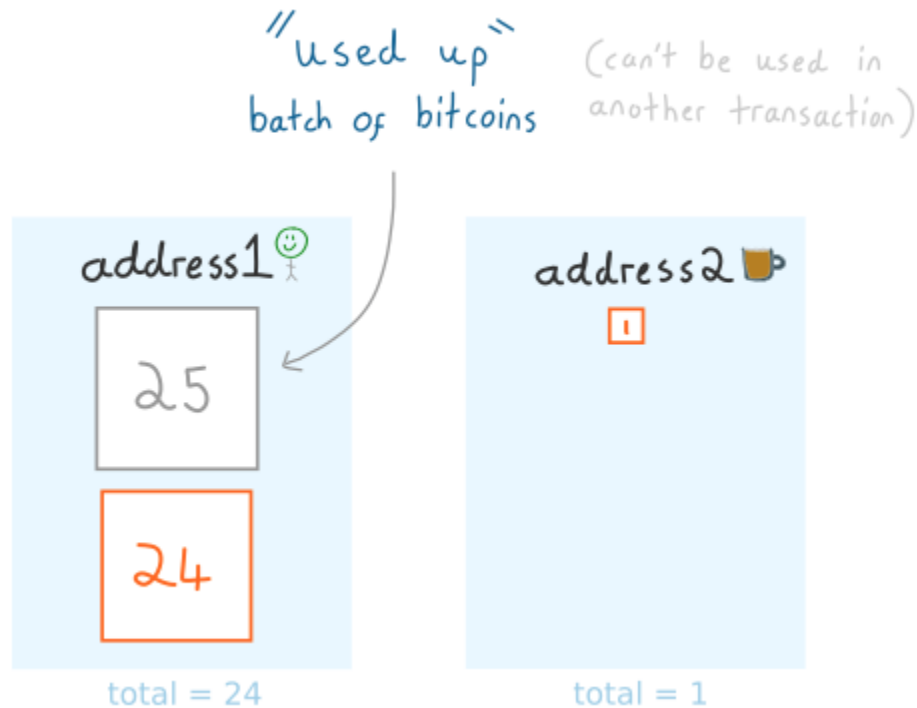 "used up"
batch of bitcoins
(can't be used in
another transaction)
address1
25
24
total = 24
address2
1
total = 1